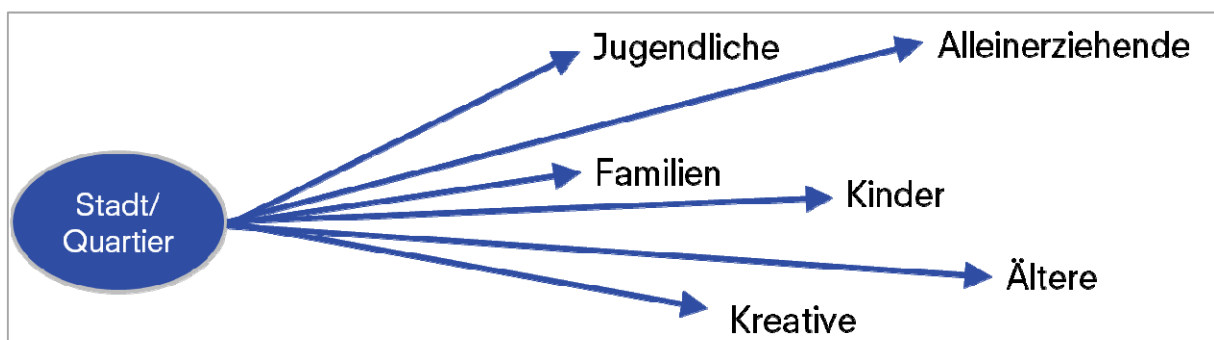 Jugendliche
Alleinerziehende
Familien
Kinder
Stadt/
Quartier
Ältere
Kreative